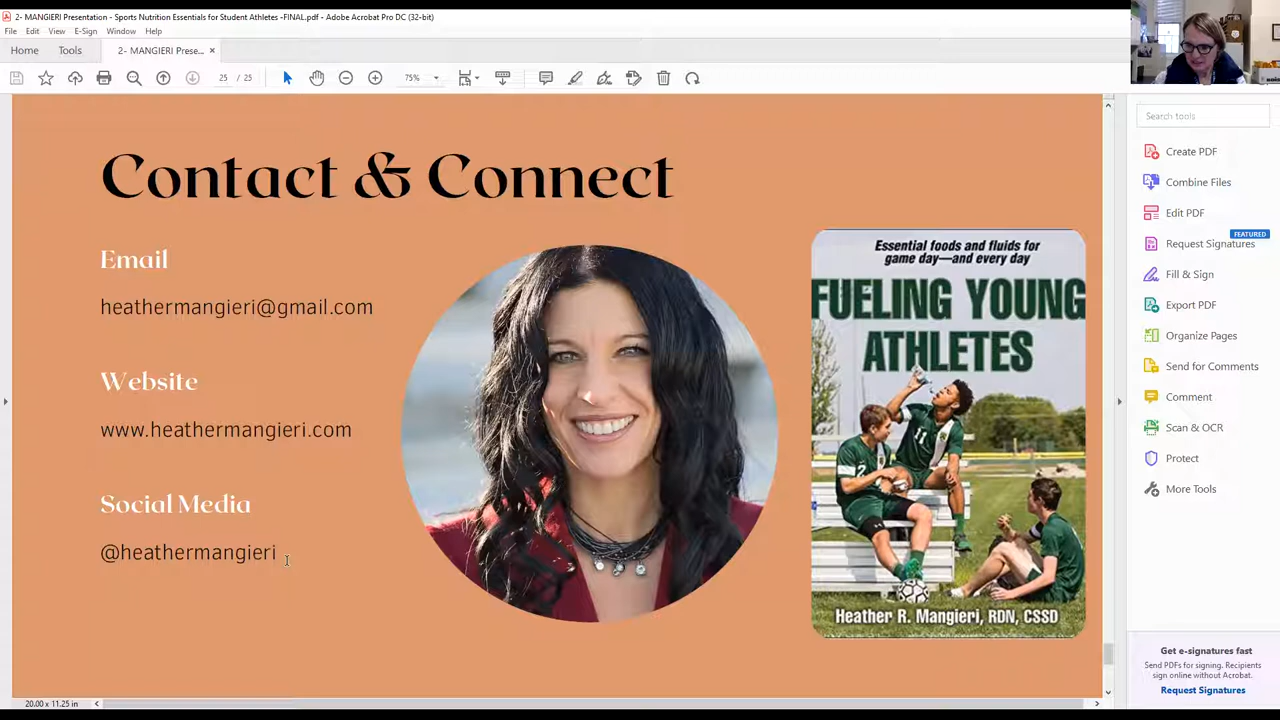 2- MANGIERI Presentation - Sports Nutrition Essentials for Student Athletes -FINAL.pdf - Adobe Acrobat Pro DC (32-bit)
File Edit View E-Sign Window Help
Home Tools 2- MANGIERI Prese... ×
25 / 25 75%
Search tools
Create PDF
Combine Files
Edit PDF
FEATURED
Request Signatures
Fill & Sign
Export PDF
Organize Pages
Send for Comments
Comment
Scan & OCR
Protect
More Tools
Get e-signatures fast
Send PDFs for signing. Recipients
sign online without Acrobat.
Request Signatures
Contact & Connect
Email
heathermangieri@gmail.com
Website
www.heathermangieri.com
Social Media
@heathermangieri
Essential foods and fluids for
game day—and every day
FUELING YOUNG
ATHLETES
2
11
Heather R. Mangieri, RDN, CSSD
20.00 x 11.25 in